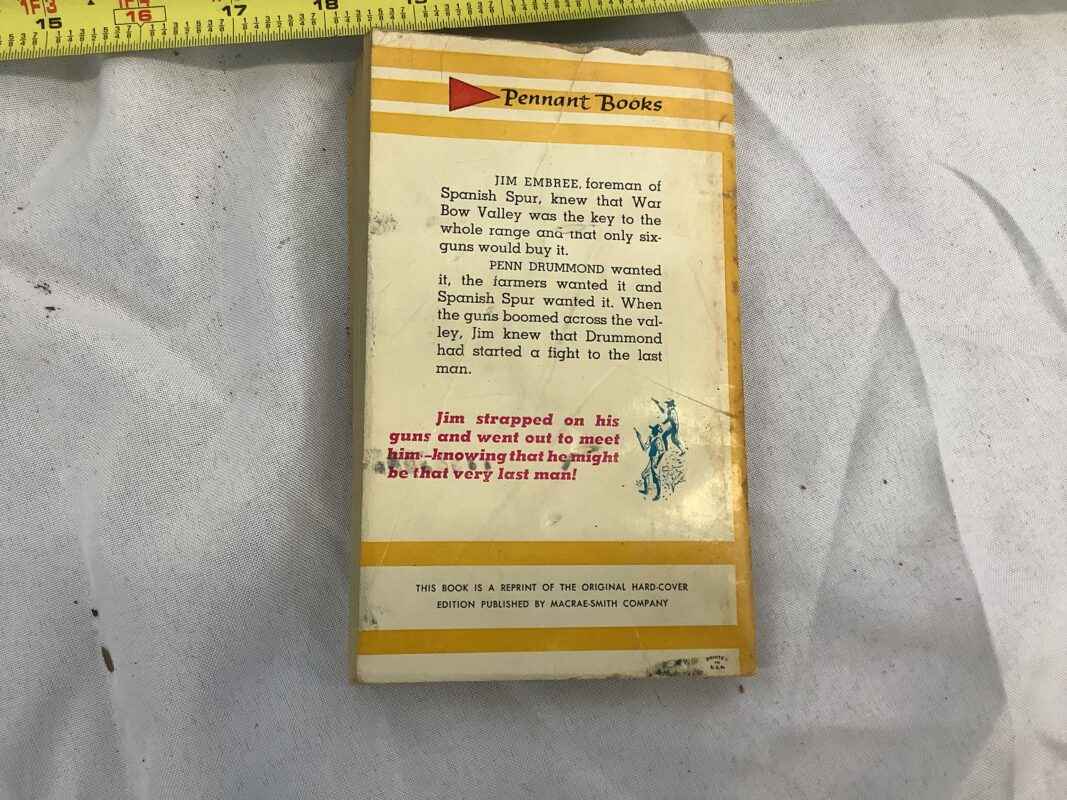 1F3
1F4
15
16
17
18
Pennant Books
JIM EMBREE, foreman of
Spanish Spur, knew that War
Bow Valley was the key to the
whole range and that only six-
guns would buy it.
PENN DRUMMOND wanted
it, the farmers wanted it and
Spanish Spur wanted it. When
the guns boomed across the val-
ley, Jim knew that Drummond
had started a fight to the last
man.
Jim strapped on his
guns and went out to meet
him—knowing that he might
be that very last man!
THIS BOOK IS A REPRINT OF THE ORIGINAL HARD-COVER
EDITION PUBLISHED BY MACRAE-SMITH COMPANY
PRINTED
IN
U.S.A.